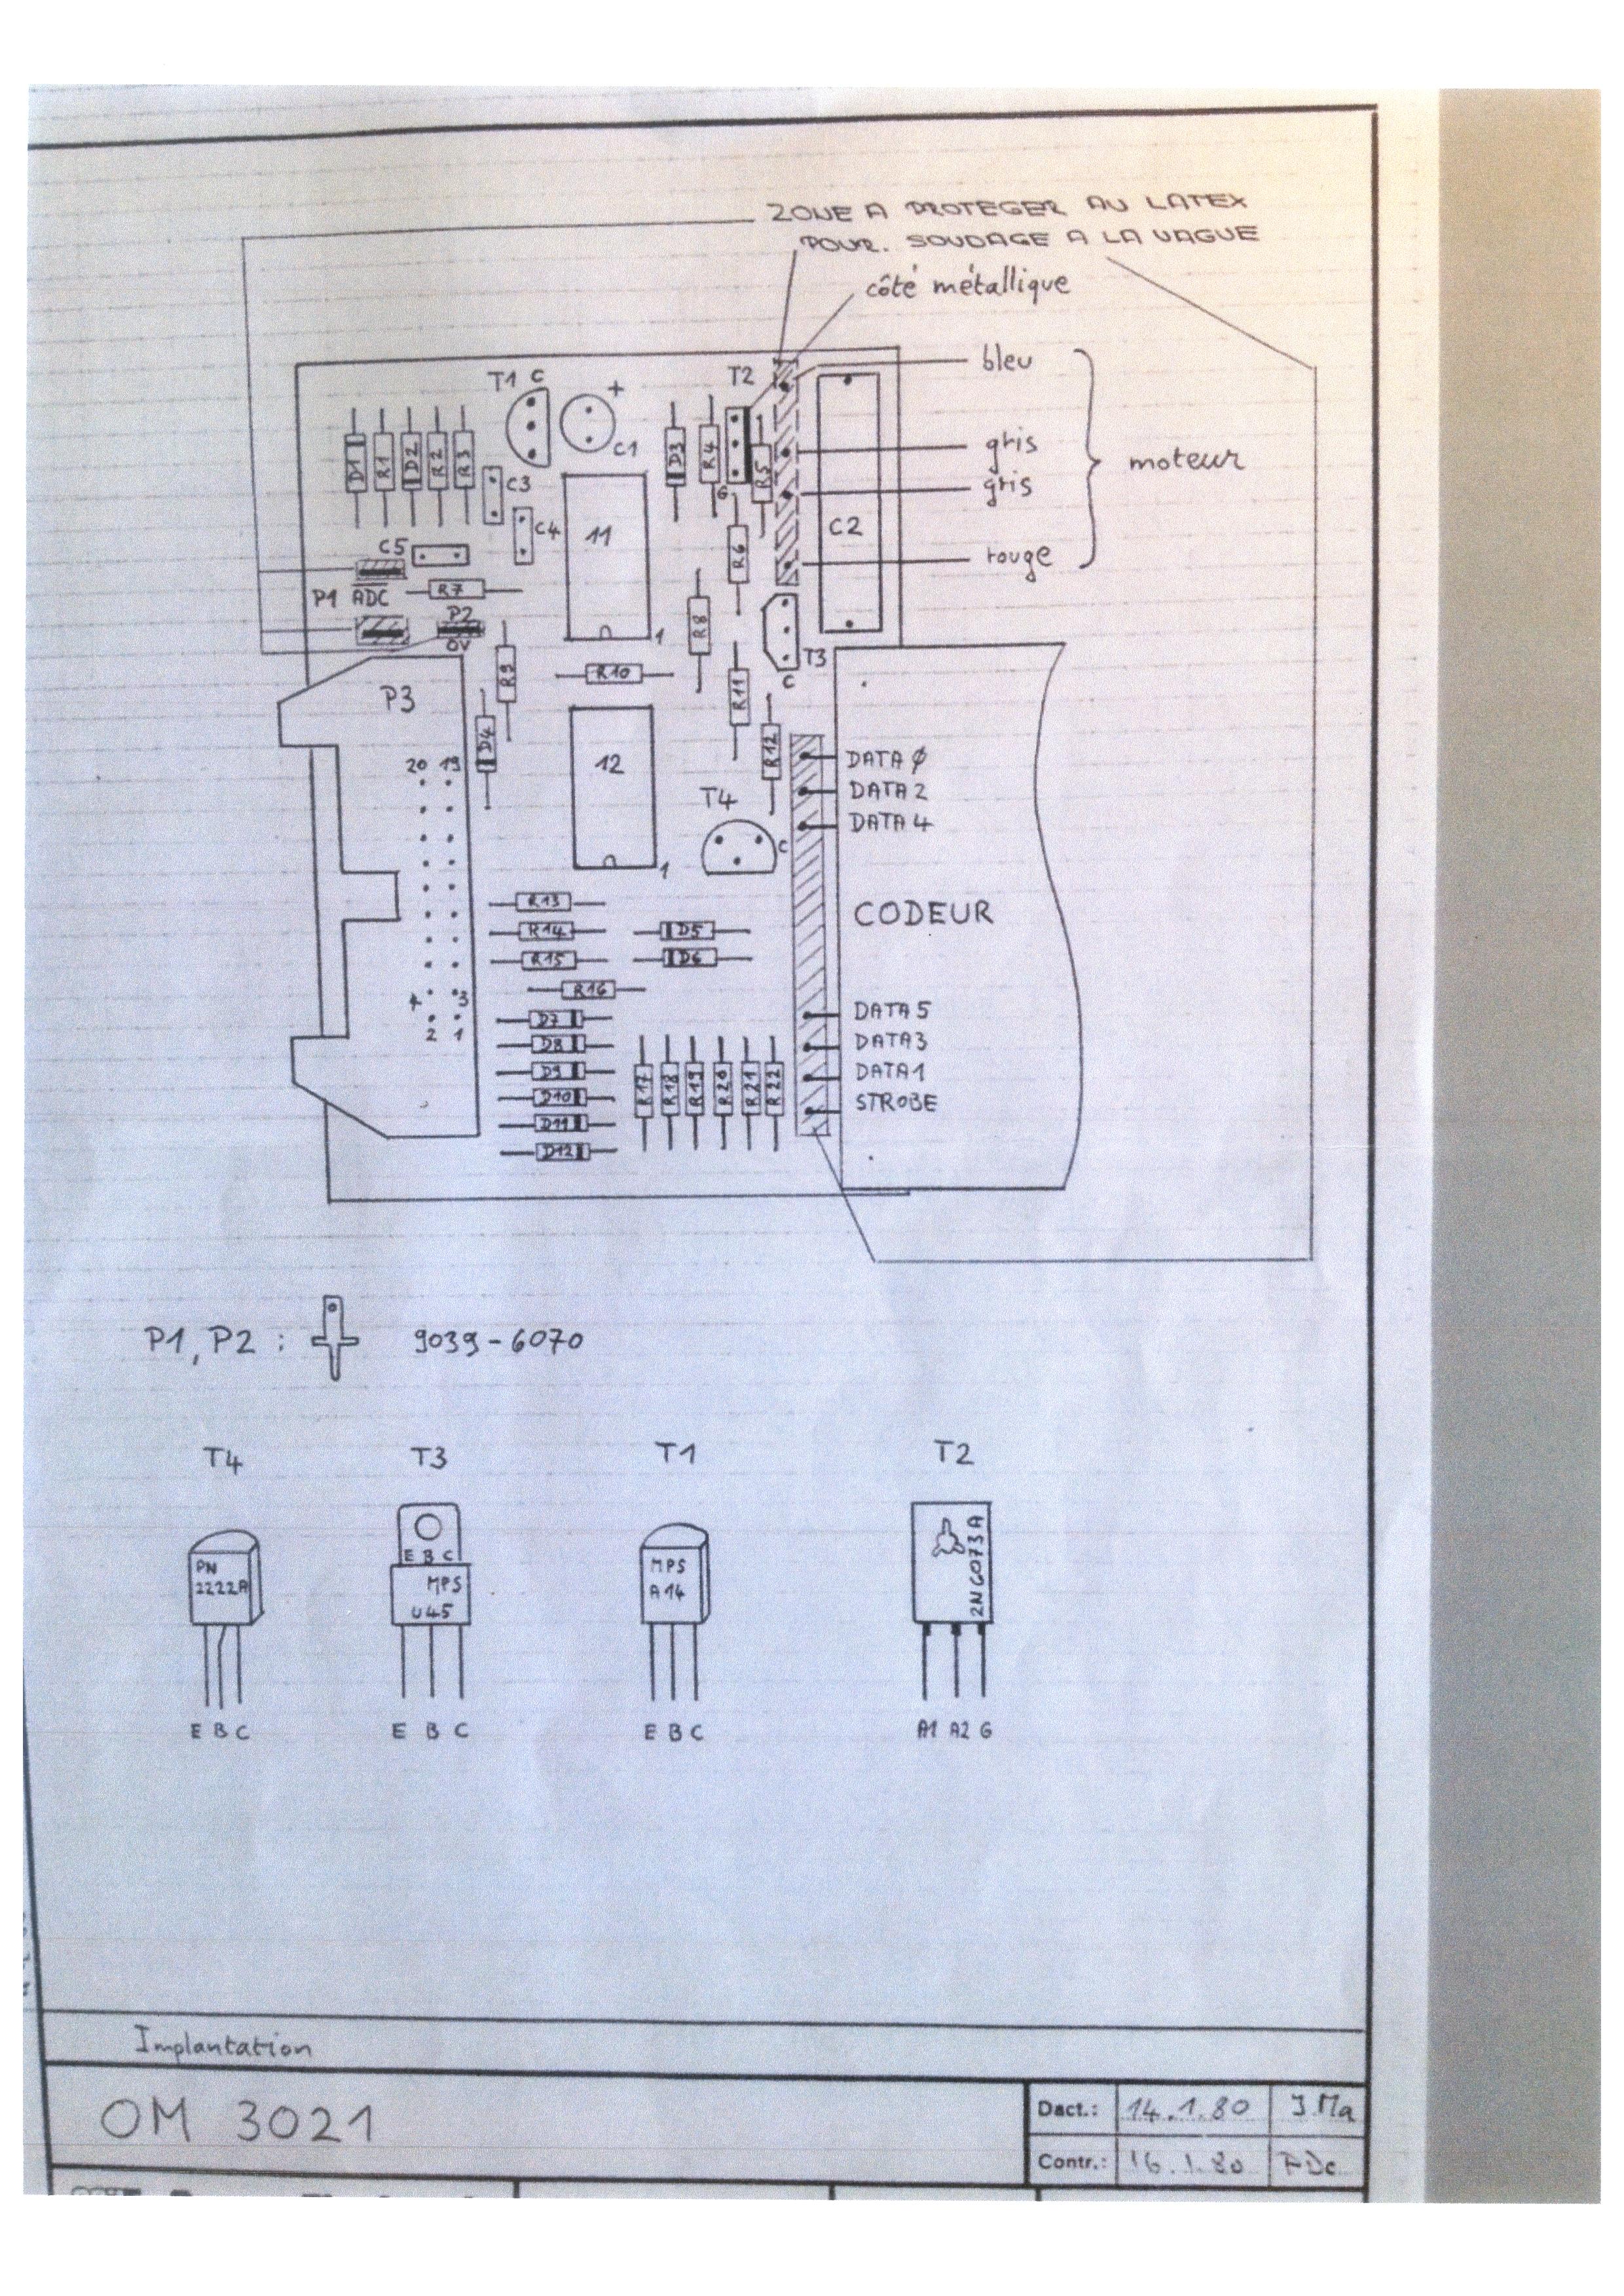 ZONE A PROTEGER AU LATEX
POUR. SOUDAGE A LA VAGUE
côté métallique
bleu
gris
gris
rouge
moteur
T1 C
+
C1
T2
D1
R1
D2
R2
R3
C3
C4
C5
D3
R4
G
R5
R6
C2
11
1
P1 ADC
R7
P2
0V
R8
T3
C
R9
R10
R11
R12
P3
D4
20 19
12
1
T4
C
DATA 0
DATA 2
DATA 4
CODEUR
R13
R14
R15
R16
D5
D6
4 3
2 1
D7
D8
D9
D10
D11
D12
R17
R18
R19
R20
R21
R22
DATA 5
DATA 3
DATA 1
STROBE
P1, P2 : 9039-6070
T4
T3
T1
T2
PN
2222A
E B C
MPS
U45
MPS
A14
2N6073A
E B C
E B C
E B C
A1 A2 G
Implantation
OM 3021
Dact.: 14.1.80 J.Ma
Contr.: 16.1.80